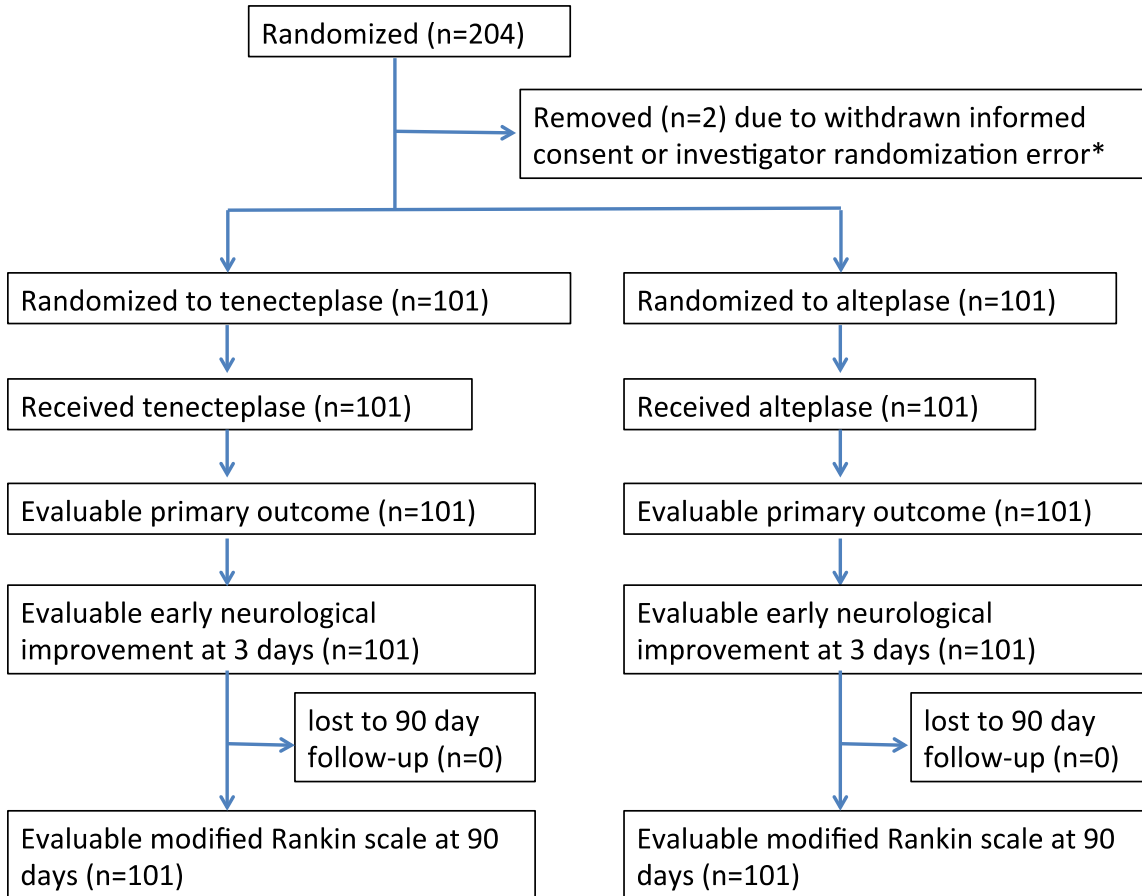 Randomized (n=204)
Removed (n=2) due to withdrawn informed
consent or investigator randomization error*
Randomized to tenecteplase (n=101)
Randomized to alteplase (n=101)
Received tenecteplase (n=101)
Received alteplase (n=101)
Evaluable primary outcome (n=101)
Evaluable primary outcome (n=101)
Evaluable early neurological
improvement at 3 days (n=101)
Evaluable early neurological
improvement at 3 days (n=101)
lost to 90 day
follow-up (n=0)
lost to 90 day
follow-up (n=0)
Evaluable modified Rankin scale at 90
days (n=101)
Evaluable modified Rankin scale at 90
days (n=101)